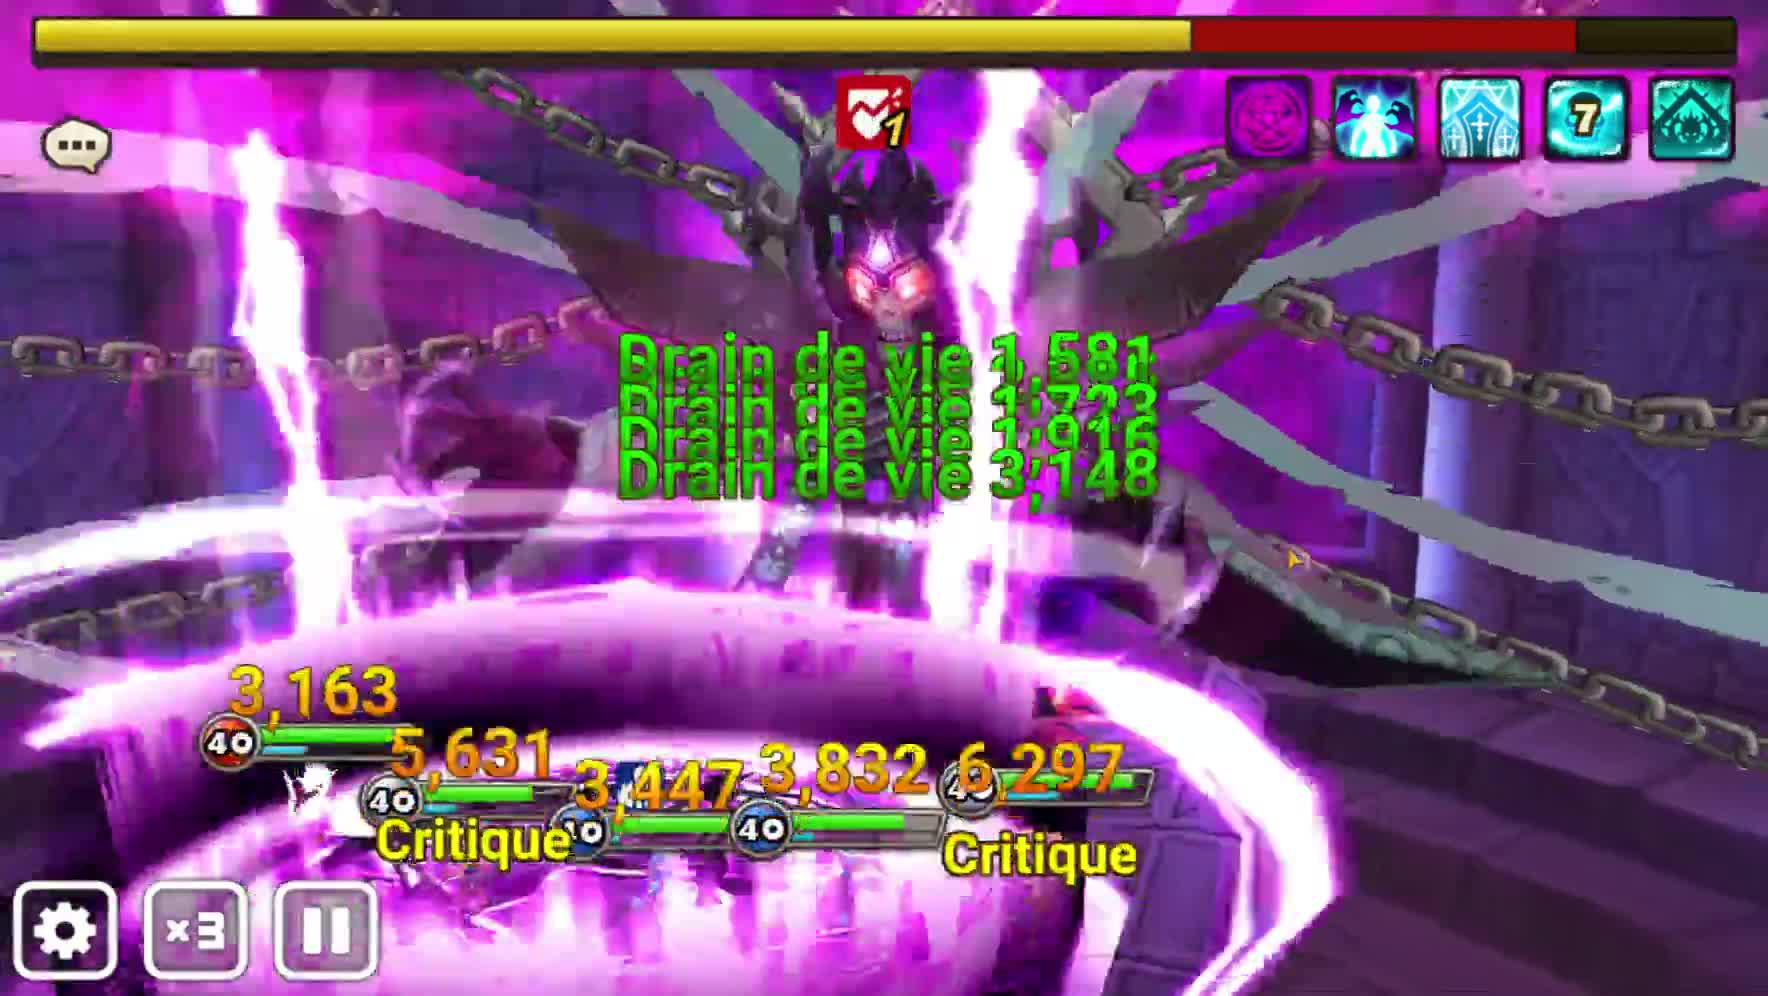 1
7
Drain de vie 1,581
Drain de vie 1,723
Drain de vie 1,916
Drain de vie 3,148
3,163
40
5,631
40
3,447
3,832
40
6,297
Critique
Critique
×3